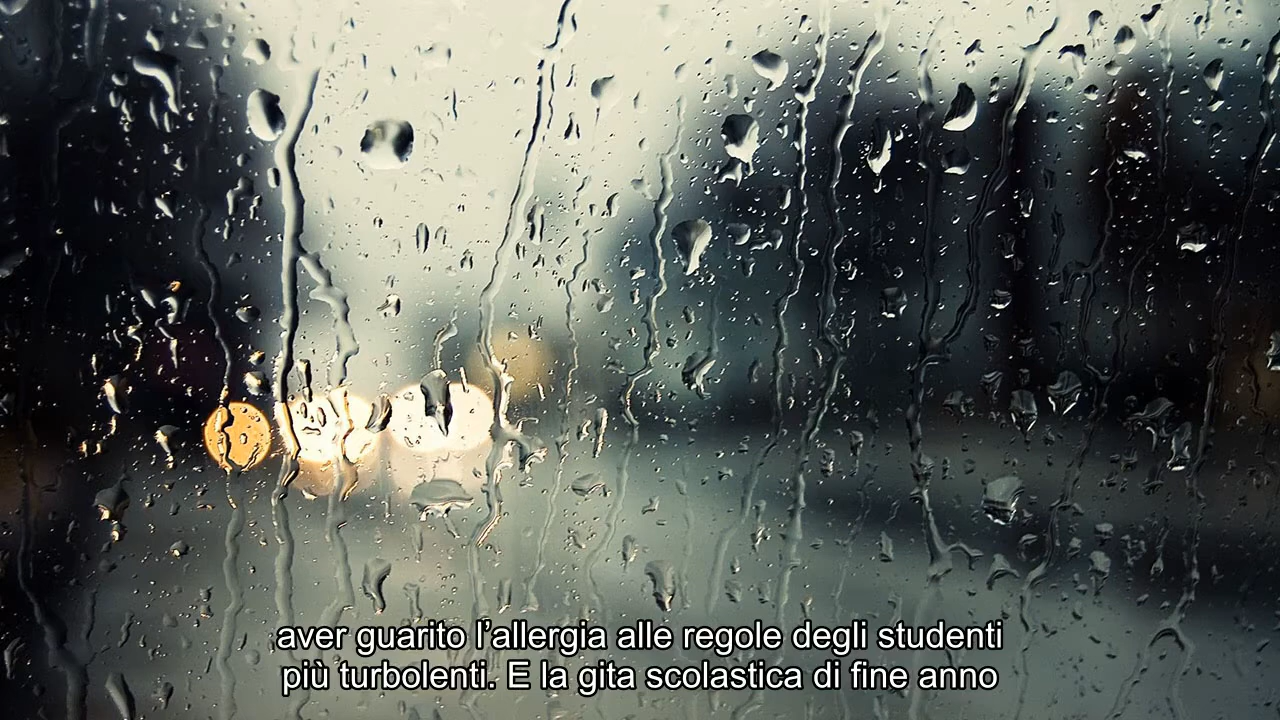 aver guarito l’allergia alle regole degli studenti
più turbolenti. E la gita scolastica di fine anno